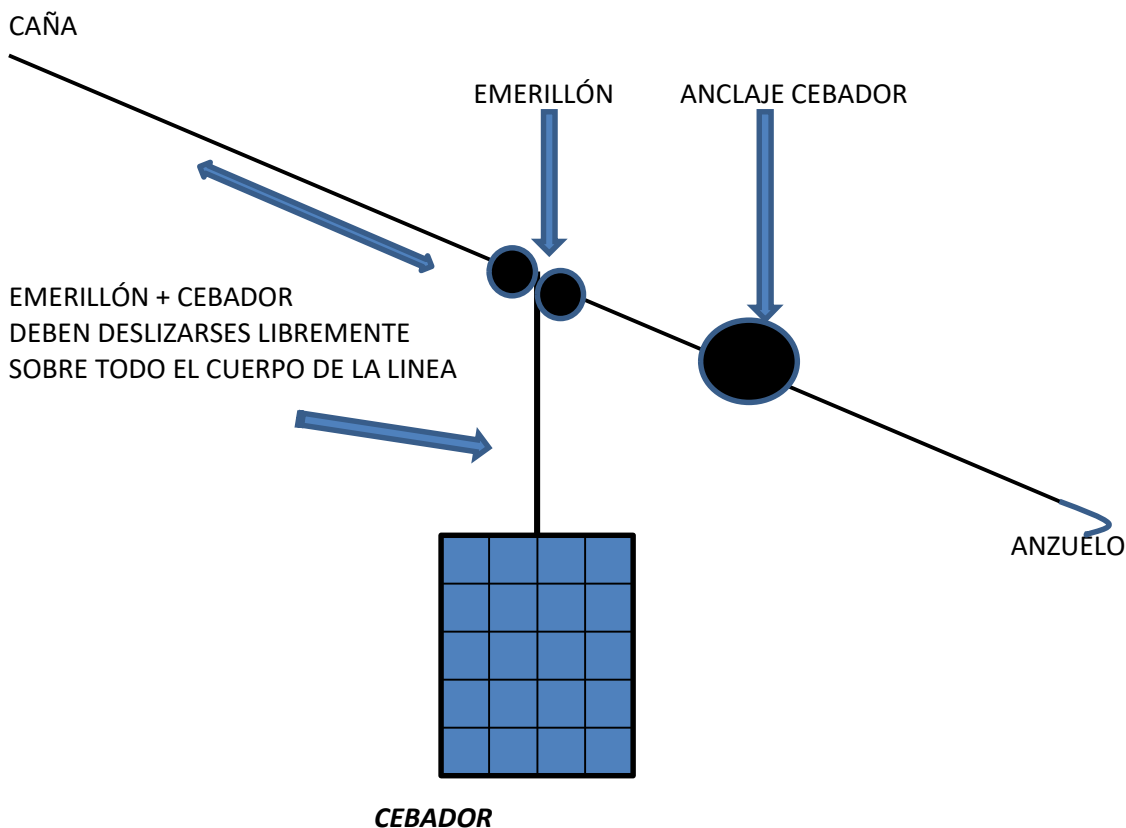 CAÑA
EMERILLÓN
ANCLAJE CEBADOR
EMERILLÓN + CEBADOR
DEBEN DESLIZARSES LIBREMENTE
SOBRE TODO EL CUERPO DE LA LINEA
ANZUELO
CEBADOR